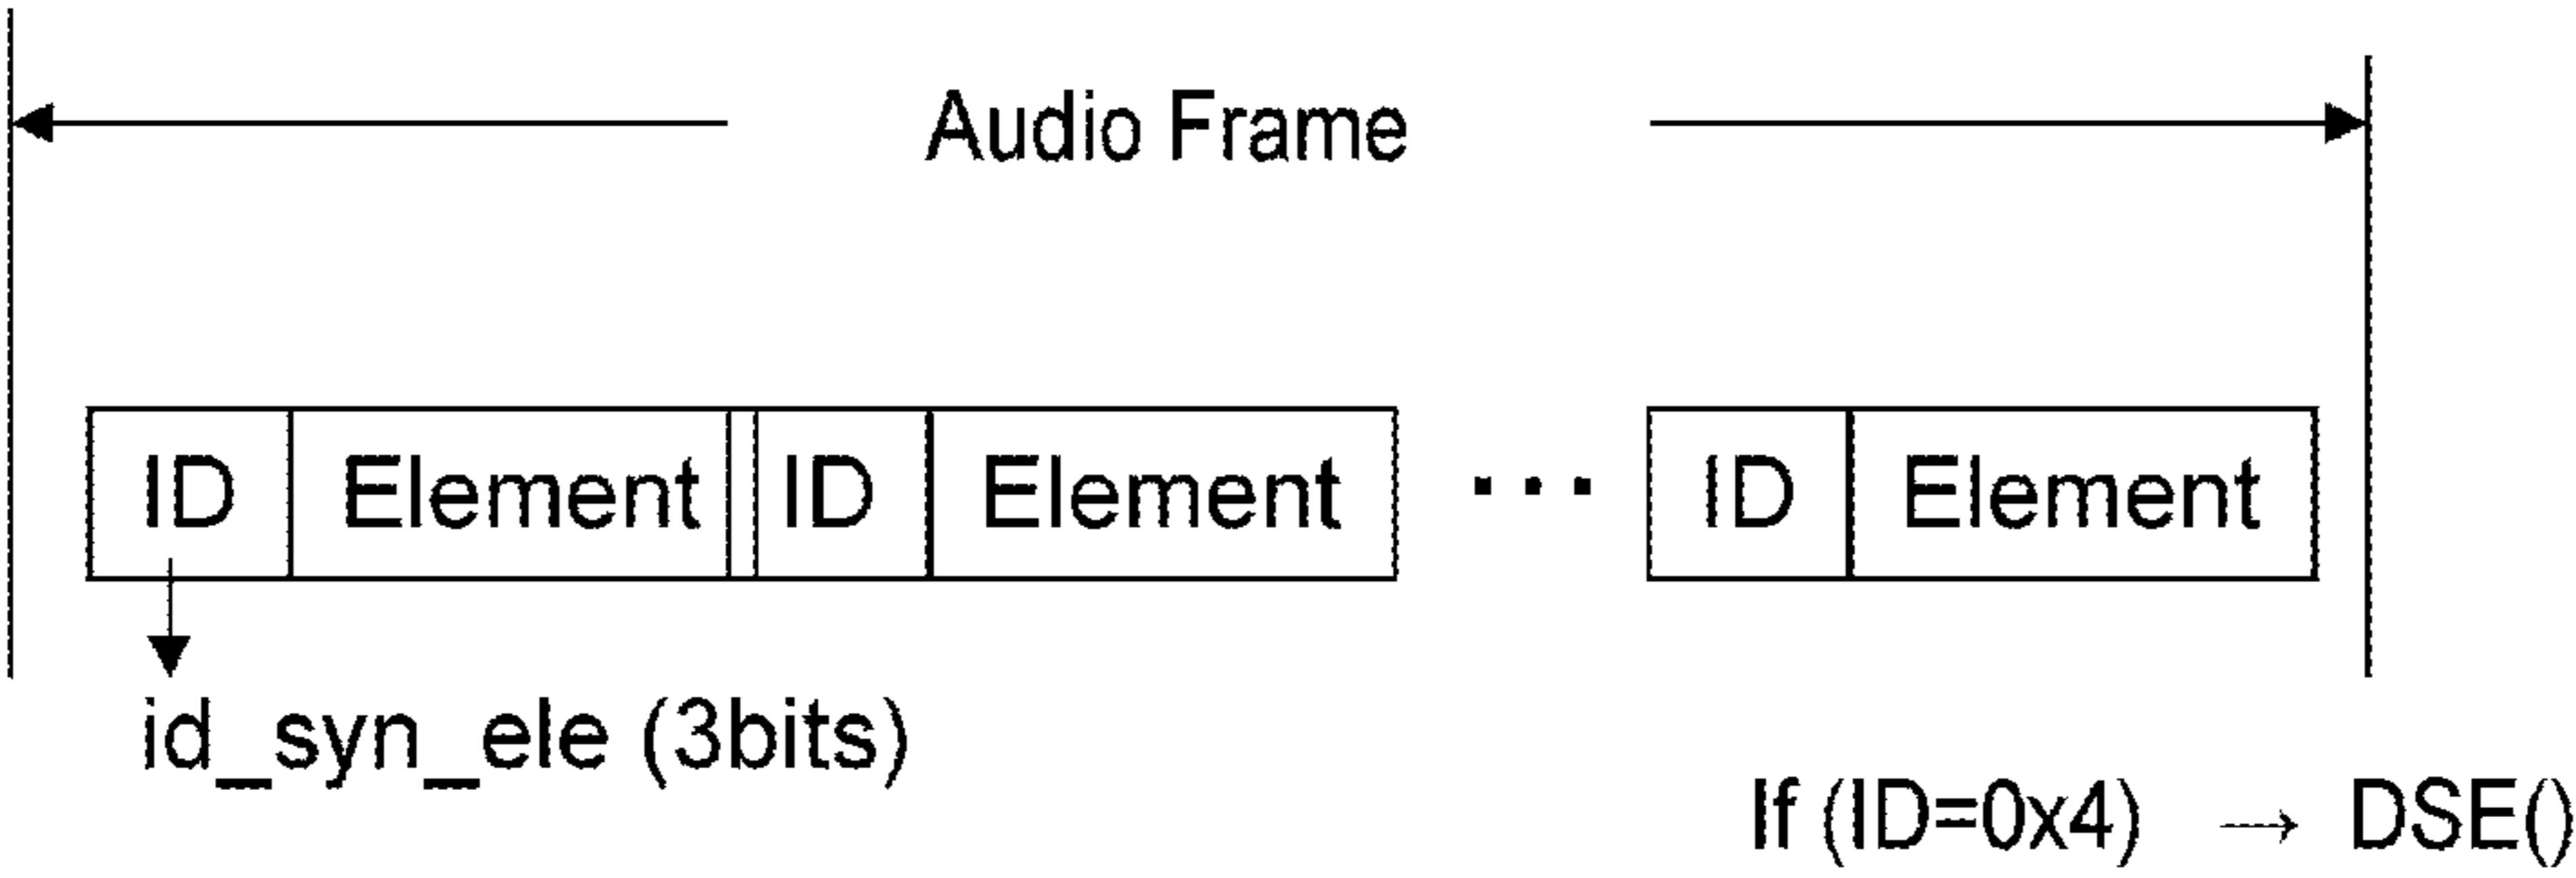 Audio Frame
ID Element ID Element ... ID Element
id_syn_ele (3bits)
If (ID=0x4) → DSE()